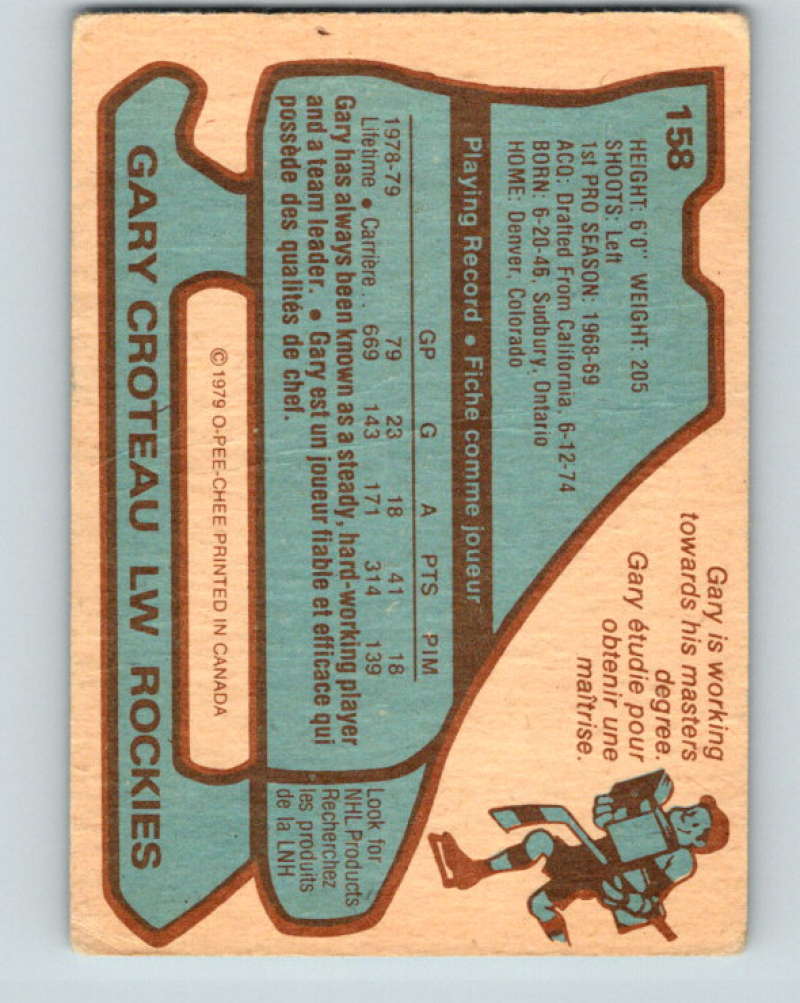 158
HEIGHT: 6'0" WEIGHT: 205
SHOOTS: Left
1st PRO SEASON: 1968-69
ACQ: Drafted From California, 6-12-74
BORN: 6-20-46, Sudbury, Ontario
HOME: Denver, Colorado
Gary is working
towards his masters
degree.
Gary étudie pour
obtenir une
maîtrise.
Playing Record • Fiche comme joueur
GP G A PTS PIM
1978-79 79 23 18 41 18
Lifetime • Carrière.. 669 143 171 314 139
Gary has always been known as a steady, hard-working player
and a team leader. • Gary est un joueur fiable et efficace qui
possède des qualités de chef.
Look for
NHL Products
Recherchez
les produits
de la LNH
©1979 O-PEE-CHEE PRINTED IN CANADA
GARY CROTEAU LW ROCKIES